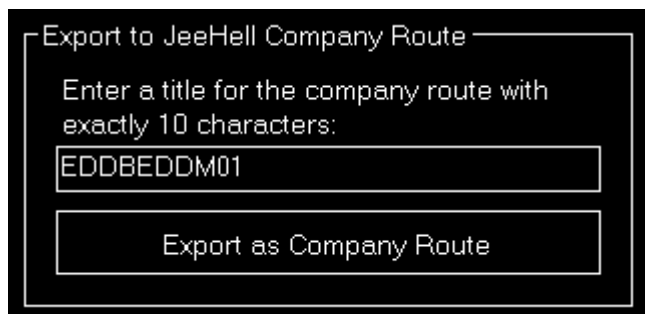 Export to JeeHell Company Route
Enter a title for the company route with
exactly 10 characters:
EDDBEDDM01
Export as Company Route